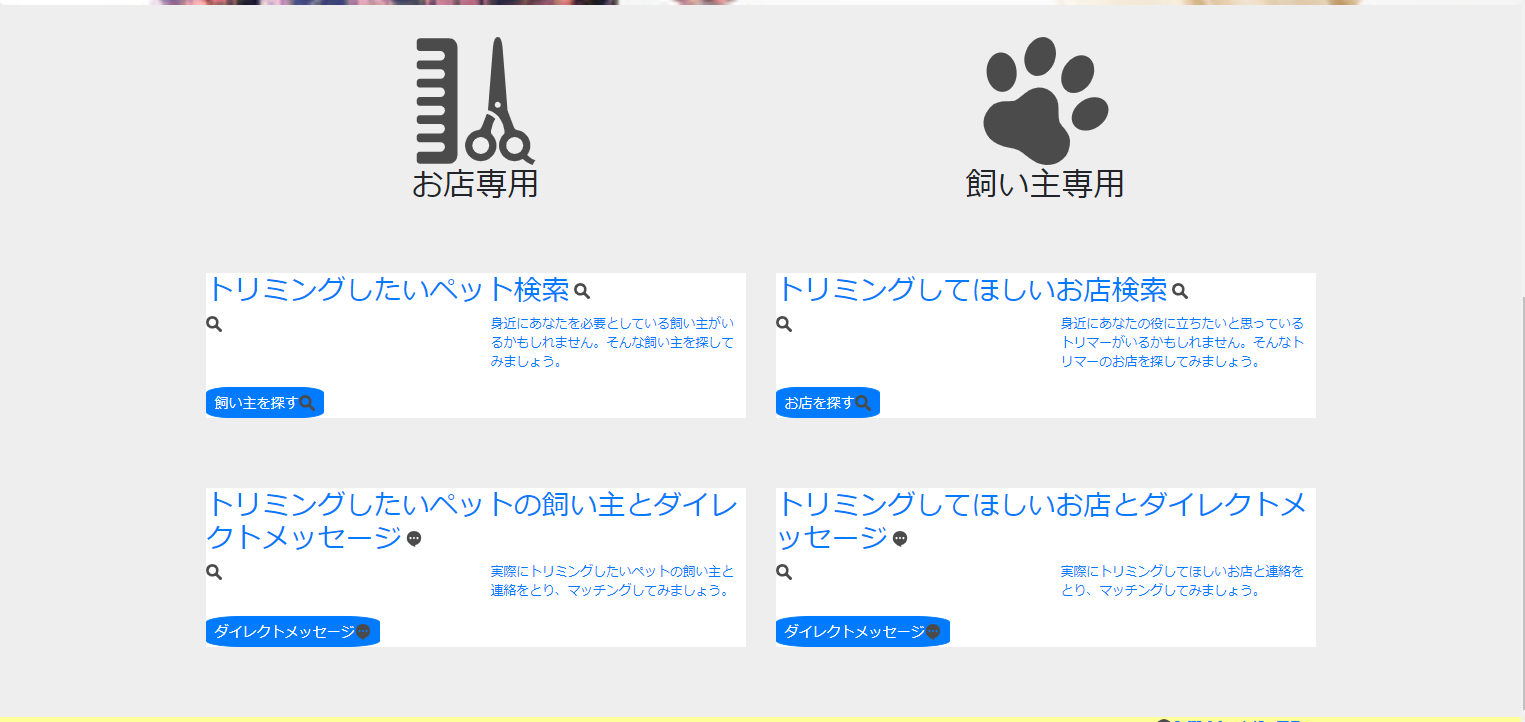 お店専用
飼い主専用
トリミングしたいペット検索
身近にあなたを必要としている飼い主がい
るかもしれません。そんな飼い主を探して
みましょう。
飼い主を探す
トリミングしてほしいお店検索
身近にあなたの役に立ちたいと思っている
トリマーがいるかもしれません。そんなト
リマーのお店を探してみましょう。
お店を探す
トリミングしたいペットの飼い主とダイレ
クトメッセージ
実際にトリミングしたいペットの飼い主と
連絡をとり、マッチングしてみましょう。
ダイレクトメッセージ
トリミングしてほしいお店とダイレクトメ
ッセージ
実際にトリミングしてほしいお店と連絡を
とり、マッチングしてみましょう。
ダイレクトメッセージ